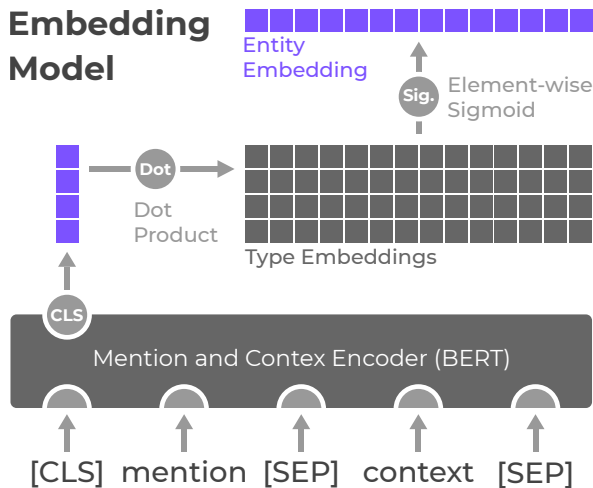 Embedding
Model
Entity
Embedding
Sig.
Element-wise
Sigmoid
Dot
Dot
Product
Type Embeddings
CLS
Mention and Contex Encoder (BERT)
[CLS] mention [SEP] context [SEP]